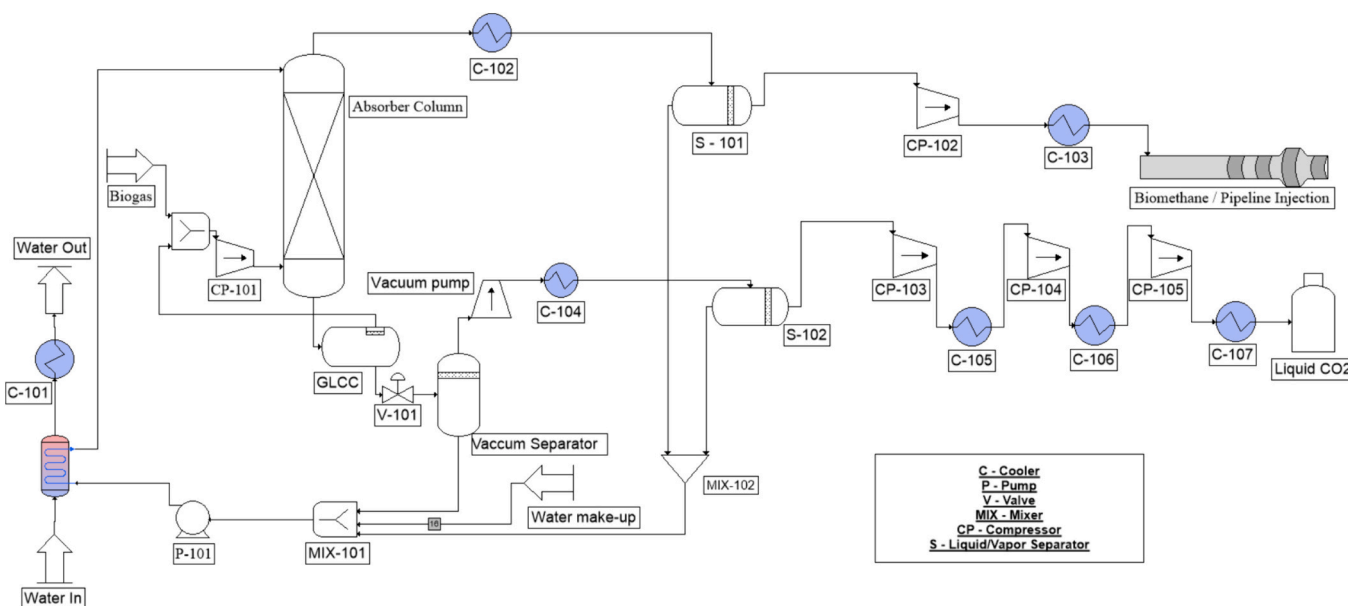 C-102
Absorber Column
S - 101
CP-102
C-103
Biomethane / Pipeline Injection
Biogas
Water Out
CP-101
Vacuum pump
C-104
CP-103
CP-104
CP-105
S-102
C-105
C-106
C-107
Liquid CO2
GLCC
C-101
V-101
Vaccum Separator
MIX-102
16
Water make-up
P-101
MIX-101
Water In
C - Cooler
P - Pump
V - Valve
MIX - Mixer
CP - Compressor
S - Liquid/Vapor Separator